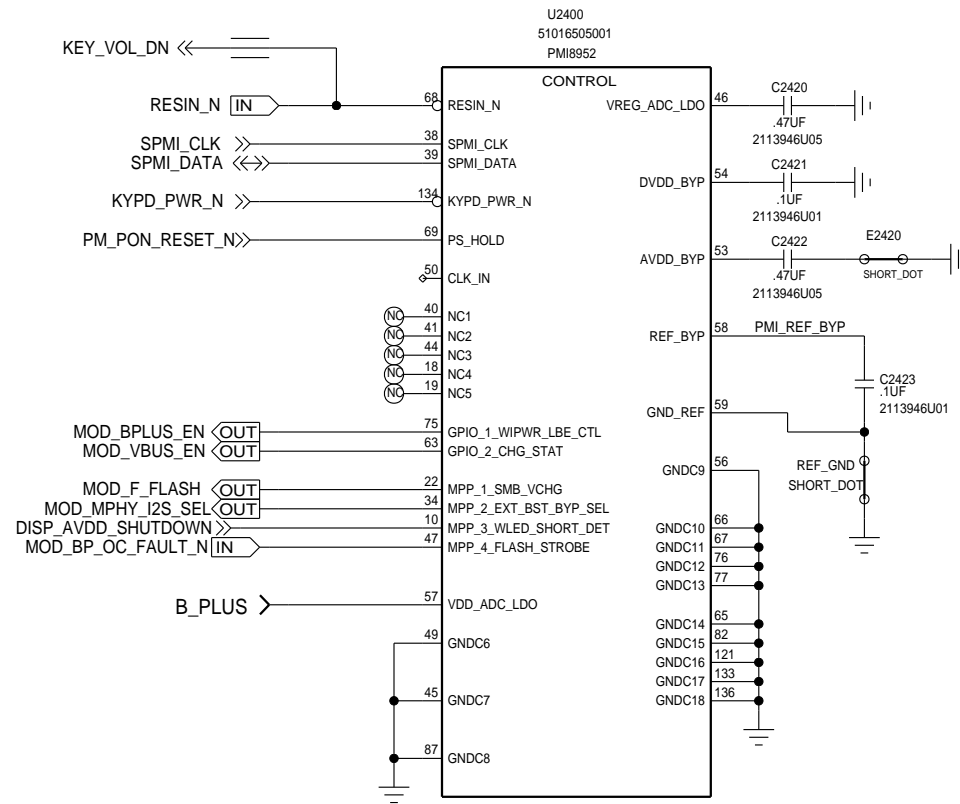 U2400
51016505001
PMI8952
CONTROL
KEY_VOL_DN
RESIN_N IN 68 RESIN_N
SPMI_CLK 38 SPMI_CLK
SPMI_DATA 39 SPMI_DATA
KYPD_PWR_N 134 KYPD_PWR_N
PM_PON_RESET_N 69 PS_HOLD
50 CLK_IN
NC 40 NC1
NC 41 NC2
NC 44 NC3
NC 18 NC4
NC 19 NC5
MOD_BPLUS_EN OUT 75 GPIO_1_WIPWR_LBE_CTL
MOD_VBUS_EN OUT 63 GPIO_2_CHG_STAT
MOD_F_FLASH OUT 22 MPP_1_SMB_VCHG
MOD_MPHY_I2S_SEL OUT 34 MPP_2_EXT_BST_BYP_SEL
DISP_AVDD_SHUTDOWN 10 MPP_3_WLED_SHORT_DET
MOD_BP_OC_FAULT_N IN 47 MPP_4_FLASH_STROBE
B_PLUS 57 VDD_ADC_LDO
49 GNDC6
45 GNDC7
87 GNDC8
VREG_ADC_LDO 46 C2420
.47UF
2113946U05
DVDD_BYP 54 C2421
.1UF
2113946U01
AVDD_BYP 53 C2422
.47UF
2113946U05
E2420
SHORT_DOT
REF_BYP 58 PMI_REF_BYP
C2423
.1UF
2113946U01
GND_REF 59
REF_GND
SHORT_DOT
GNDC9 56
GNDC10 66
GNDC11 67
GNDC12 76
GNDC13 77
GNDC14 65
GNDC15 82
GNDC16 121
GNDC17 133
GNDC18 136